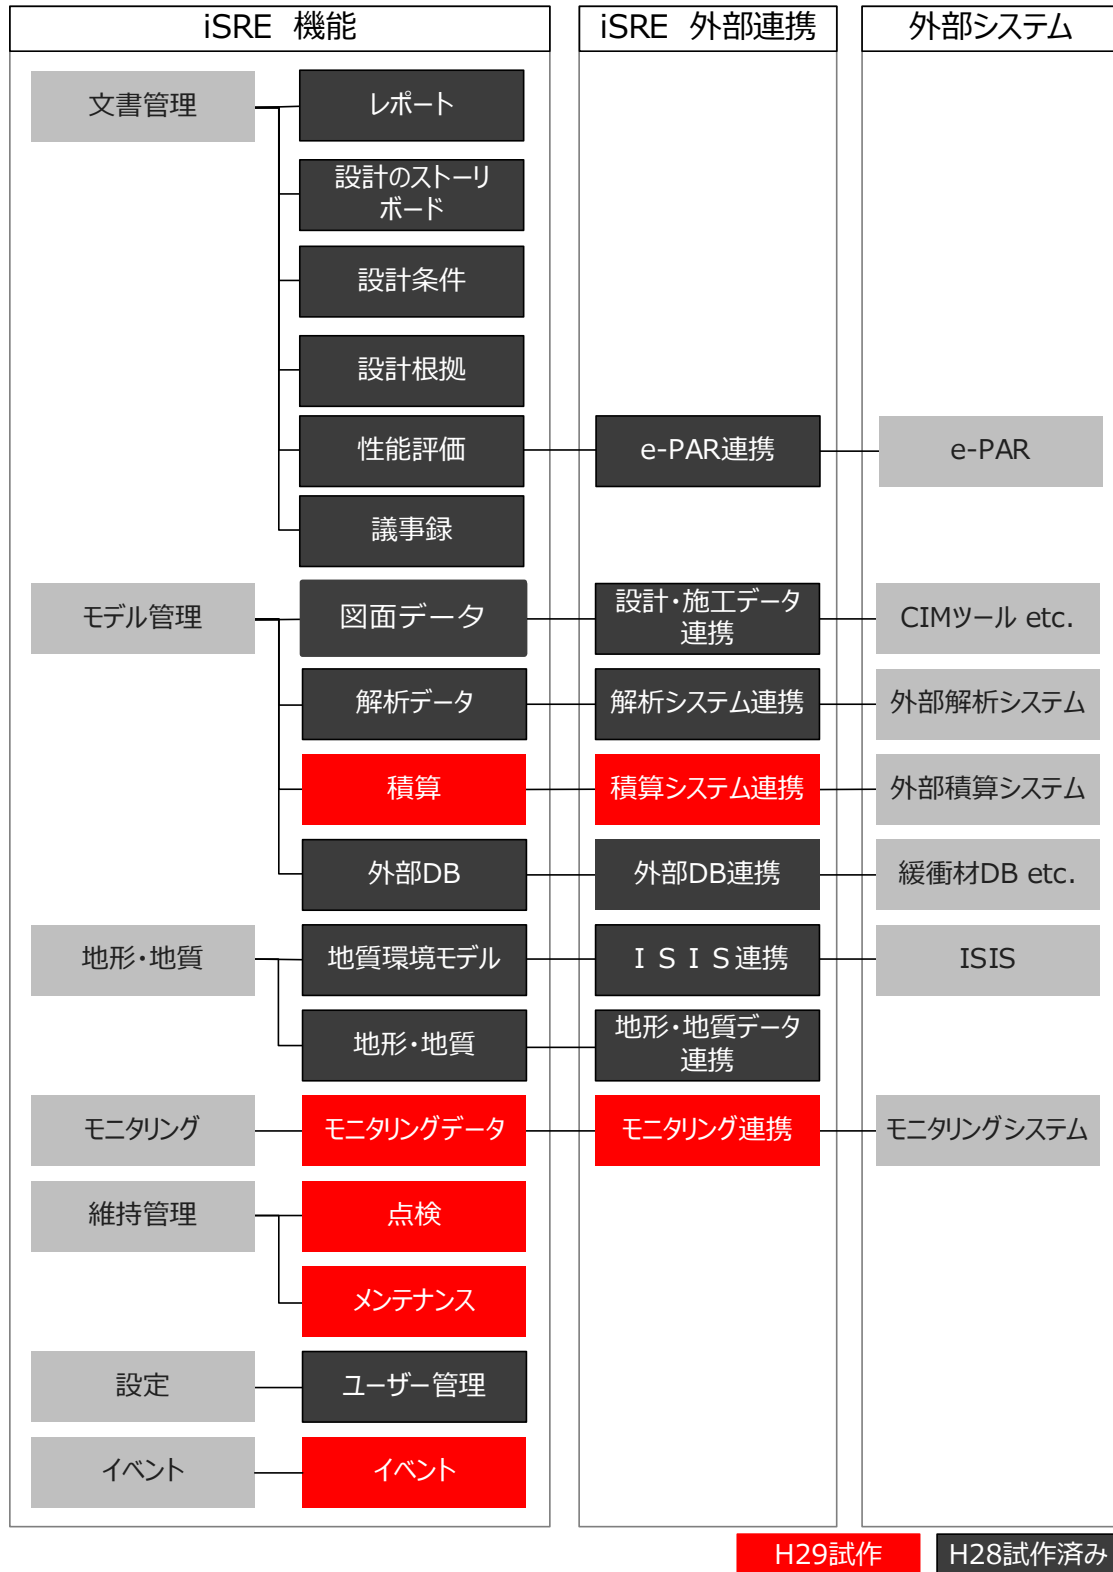 iSRE 機能
iSRE 外部連携
外部システム
文書管理
レポート
設計のストーリ
ボード
設計条件
設計根拠
性能評価
e-PAR連携
e-PAR
議事録
モデル管理
図面データ
設計・施工データ
連携
CIMツール etc.
解析データ
解析システム連携
外部解析システム
積算
積算システム連携
外部積算システム
外部DB
外部DB連携
緩衝材DB etc.
地形・地質
地質環境モデル
ＩＳＩＳ連携
ISIS
地形・地質
地形・地質データ
連携
モニタリング
モニタリングデータ
モニタリング連携
モニタリングシステム
維持管理
点検
メンテナンス
設定
ユーザー管理
イベント
イベント
H29試作
H28試作済み